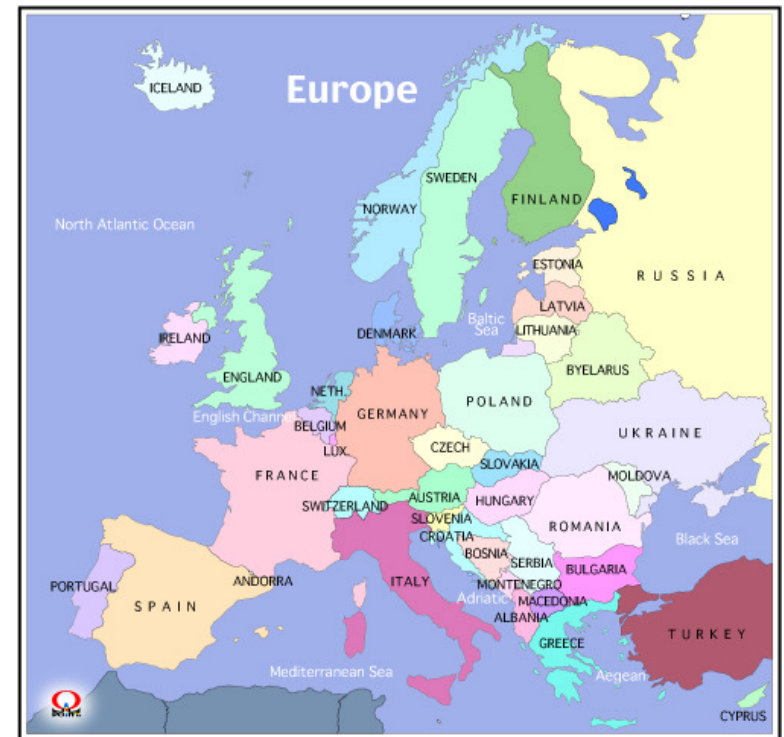 Europe
ICELAND
SWEDEN
NORWAY
FINLAND
North Atlantic Ocean
ESTONIA
RUSSIA
LATVIA
Baltic
Sea
DENMARK
LITHUANIA
IRELAND
BYELARUS
ENGLAND
NETH.
POLAND
English Channel
GERMANY
BELGIUM
UKRAINE
CZECH
LUX.
SLOVAKIA
FRANCE
MOLDOVA
AUSTRIA
HUNGARY
SWITZERLAND
SLOVENIA
ROMANIA
CROATIA
Black Sea
BOSNIA
SERBIA
BULGARIA
ANDORRA
ITALY
MONTENEGRO
PORTUGAL
Adriatic
MACEDONIA
SPAIN
ALBANIA
TURKEY
GREECE
Mediterranean Sea
Aegean
CYPRUS